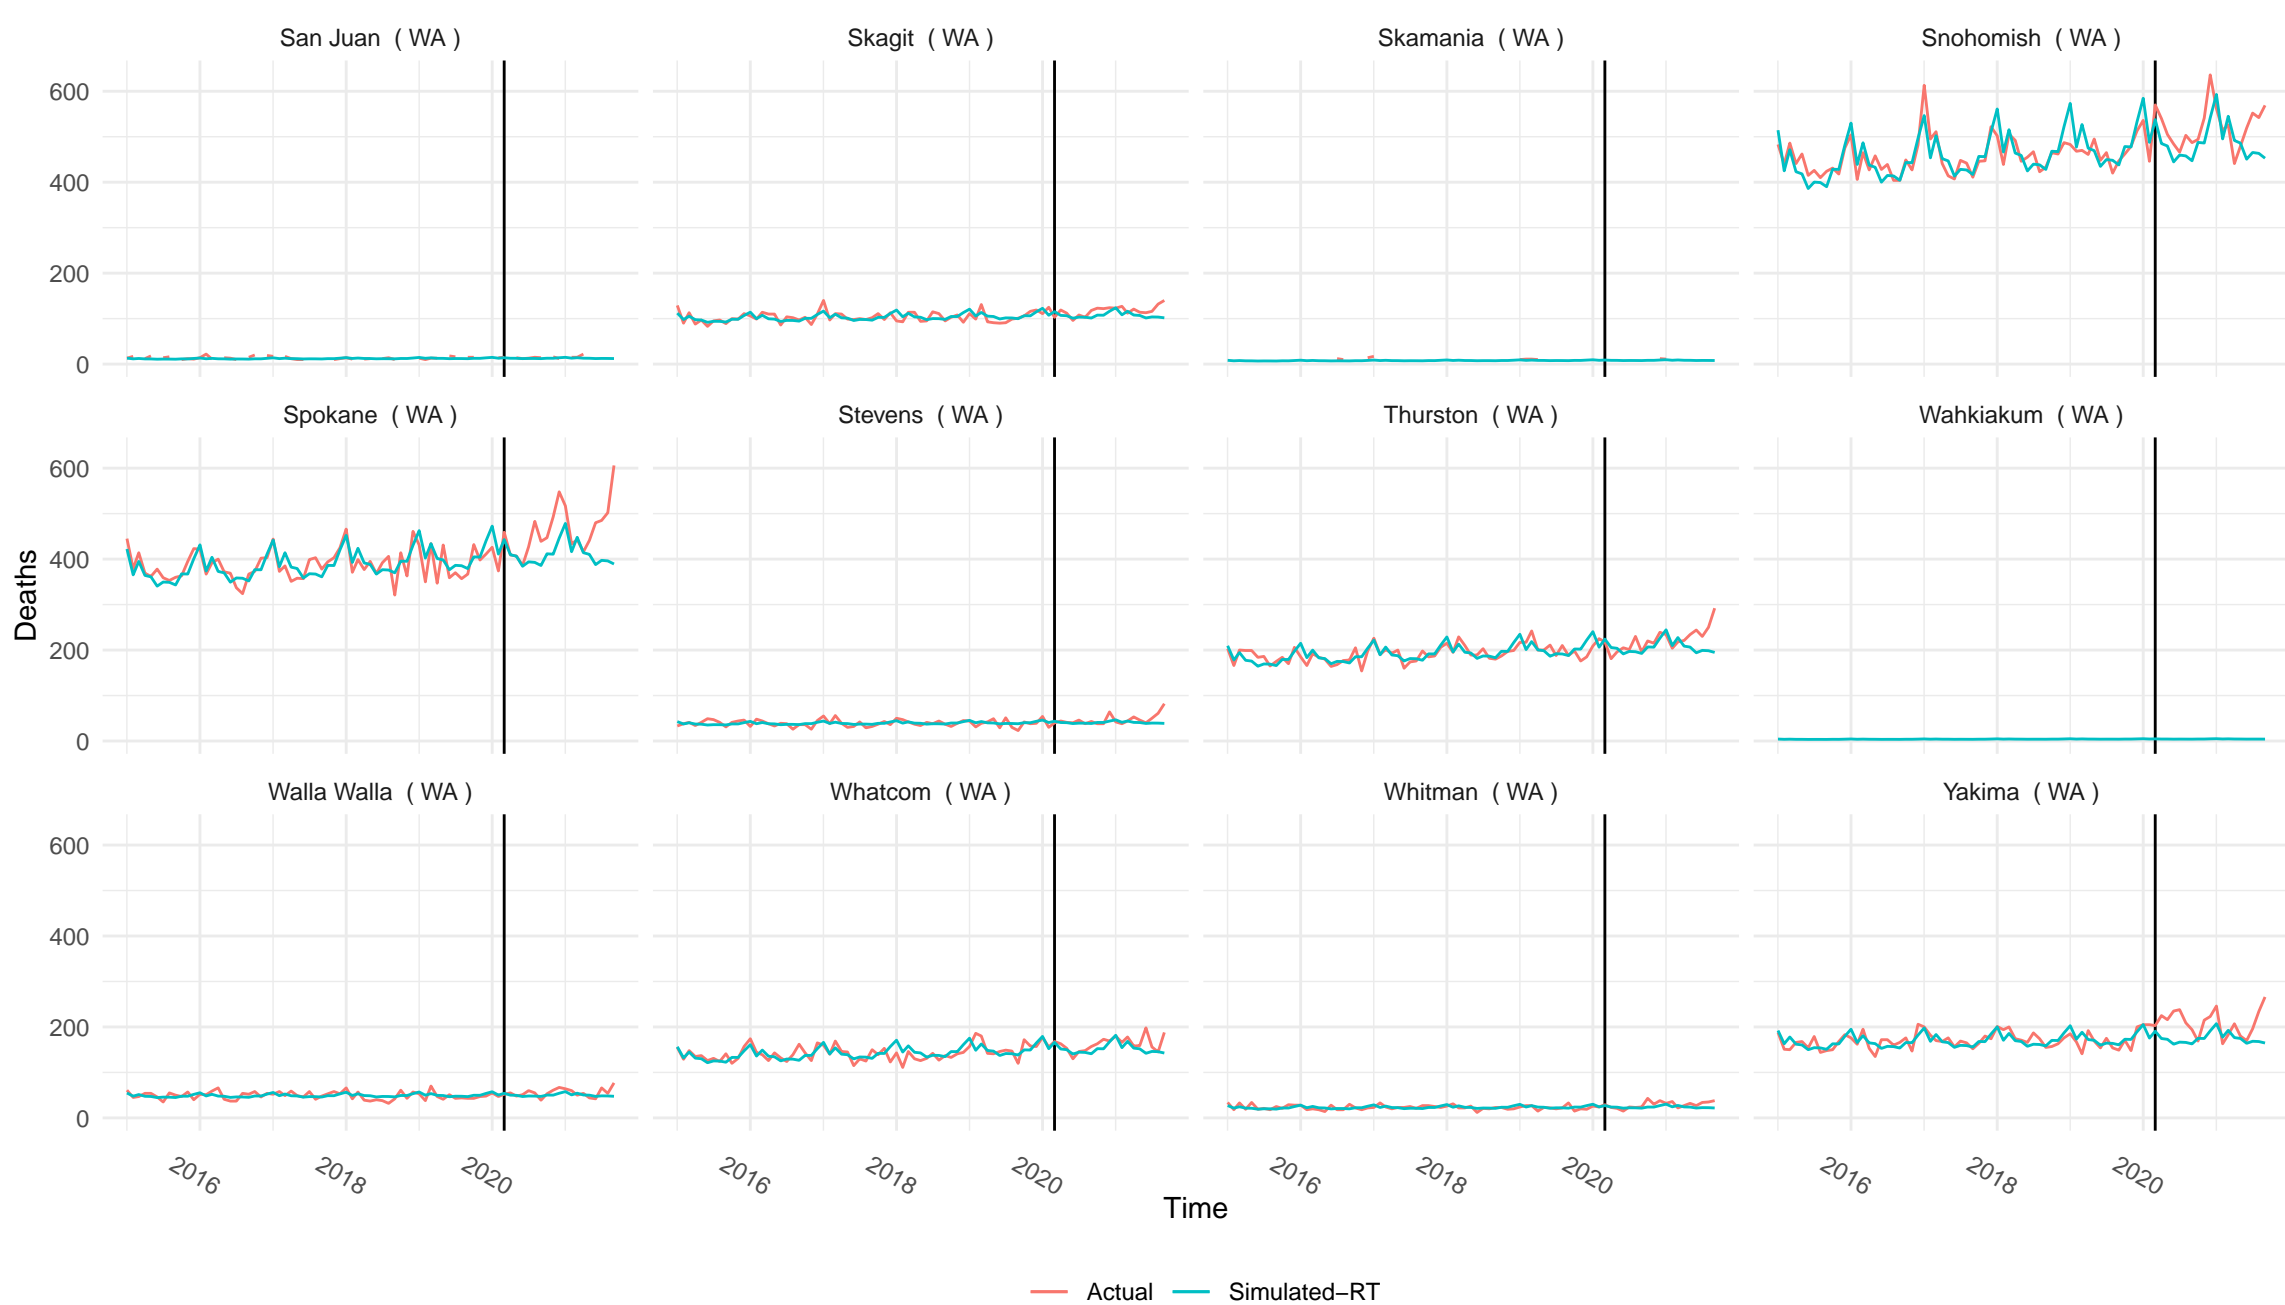 San Juan ( WA )
Skagit ( WA )
Skamania ( WA )
Snohomish ( WA )
600
400
200
0
Spokane ( WA )
Stevens ( WA )
Thurston ( WA )
Wahkiakum ( WA )
600
400
200
0
Deaths
Walla Walla ( WA )
Whatcom ( WA )
Whitman ( WA )
Yakima ( WA )
600
400
200
0
2016 2018 2020
2016 2018 2020
2016 2018 2020
2016 2018 2020
Time
Actual Simulated−RT